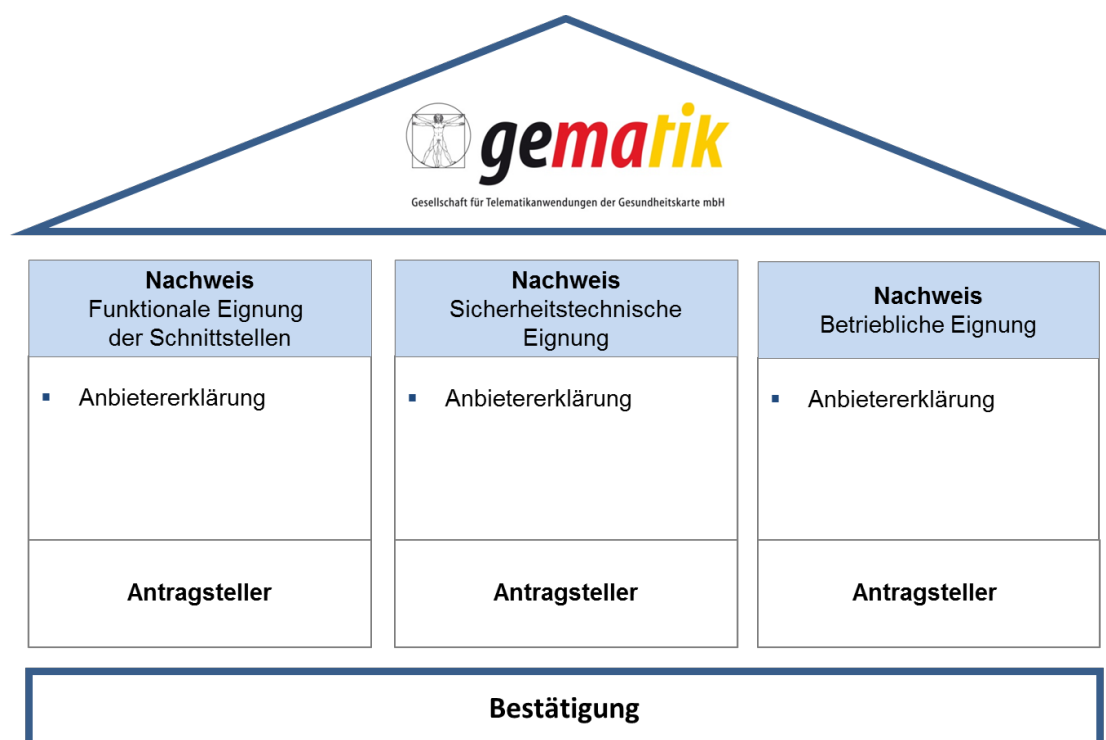 gematik
Gesellschaft für Telematikanwendungen der Gesundheitskarte mbH
Nachweis
Funktionale Eignung
der Schnittstellen
Anbietererklärung
Antragsteller
Nachweis
Sicherheitstechnische
Eignung
Anbietererklärung
Antragsteller
Nachweis
Betriebliche Eignung
Anbietererklärung
Antragsteller
Bestätigung